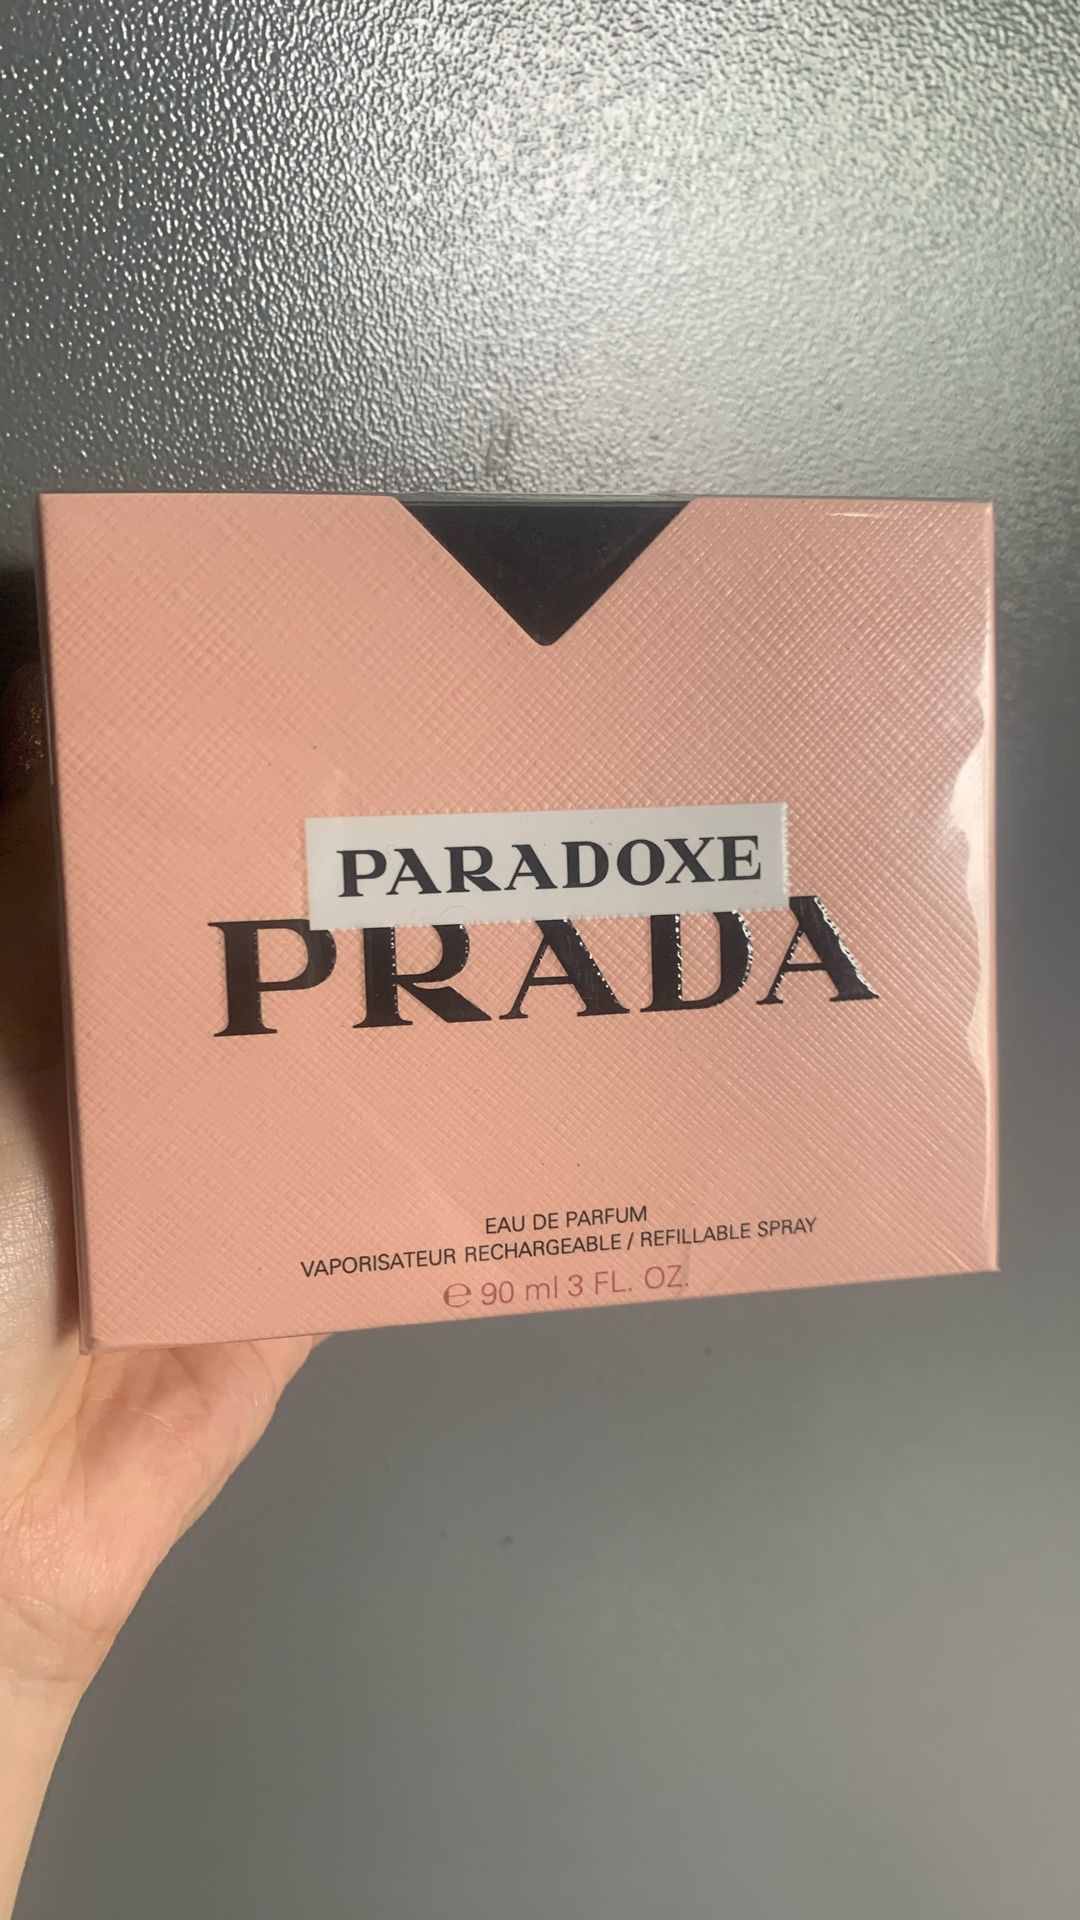 PARADOXE
PRADA
EAU DE PARFUM
VAPORISATEUR RECHARGEABLE / REFILLABLE SPRAY
℮ 90 ml 3 FL. OZ.